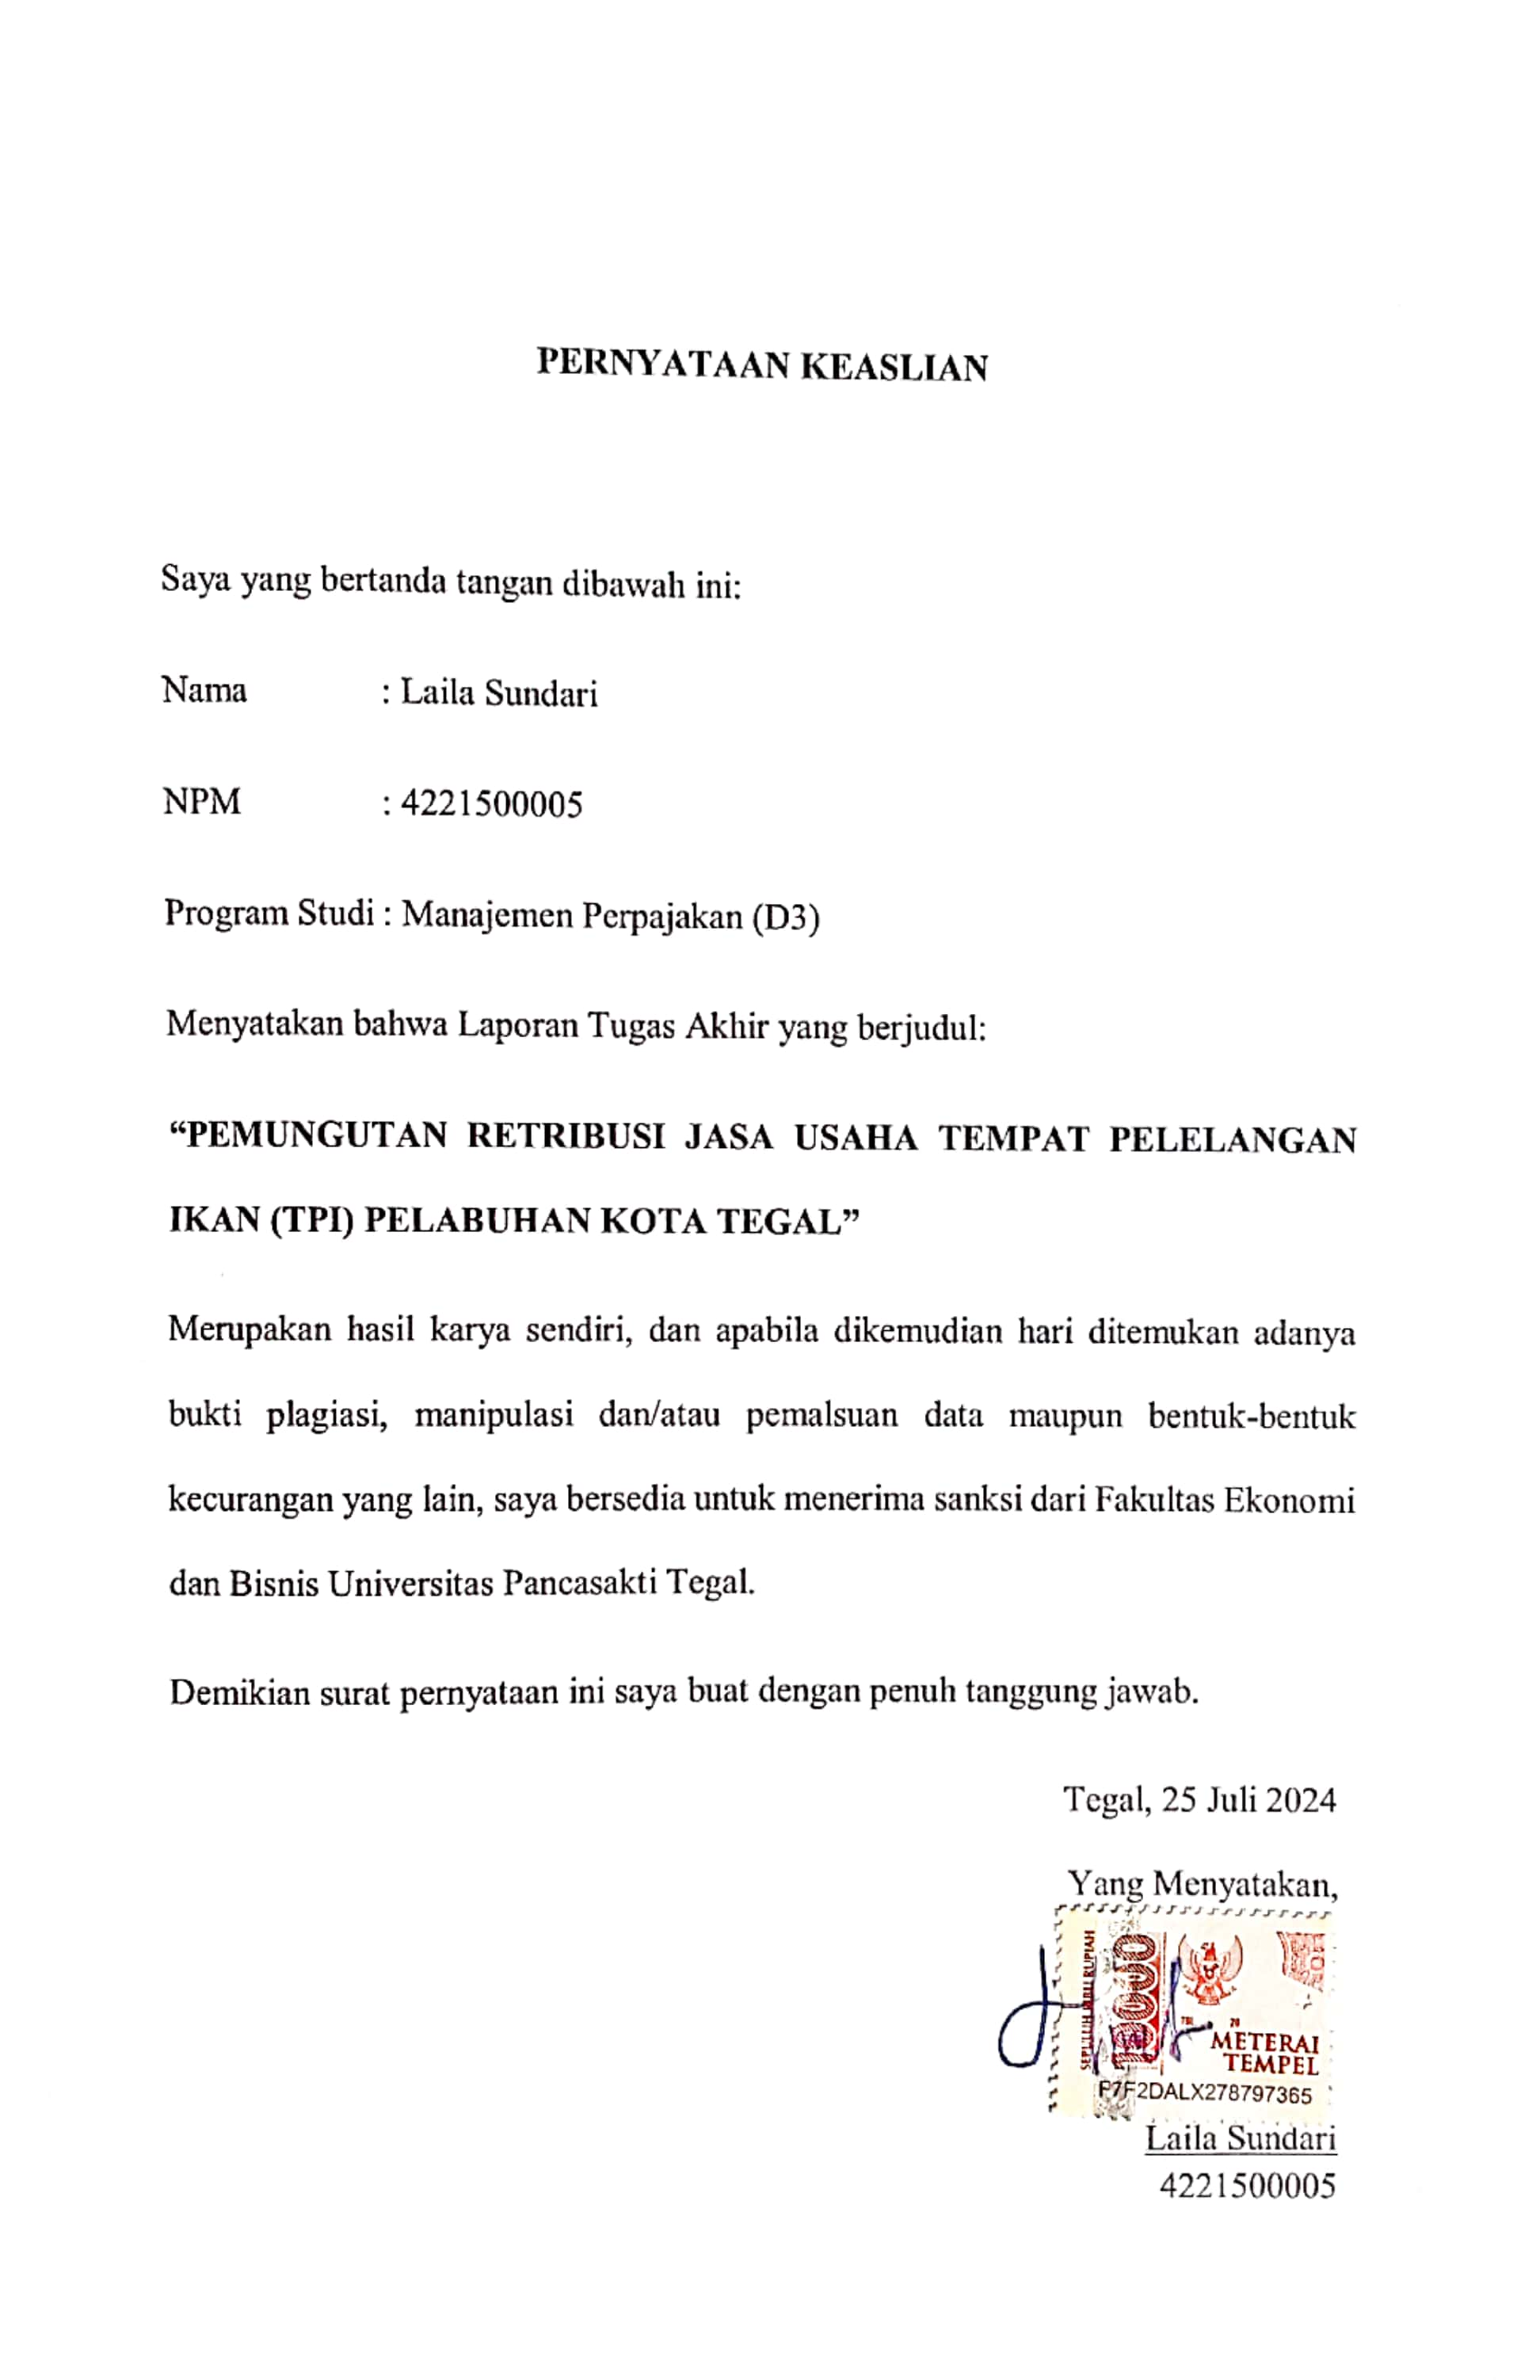 PERNYATAAN KEASLIAN
Saya yang bertanda tangan dibawah ini:
Nama : Laila Sundari
NPM : 4221500005
Program Studi : Manajemen Perpajakan (D3)
Menyatakan bahwa Laporan Tugas Akhir yang berjudul:
“PEMUNGUTAN RETRIBUSI JASA USAHA TEMPAT PELELANGAN
IKAN (TPI) PELABUHAN KOTA TEGAL”
Merupakan hasil karya sendiri, dan apabila dikemudian hari ditemukan adanya
bukti plagiasi, manipulasi dan/atau pemalsuan data maupun bentuk-bentuk
kecurangan yang lain, saya bersedia untuk menerima sanksi dari Fakultas Ekonomi
dan Bisnis Universitas Pancasakti Tegal.
Demikian surat pernyataan ini saya buat dengan penuh tanggung jawab.
Tegal, 25 Juli 2024
Yang Menyatakan,
SEPULUH RIBU RUPIAH
10000
METERAI
TEMPEL
F7F2DALX278797365
Laila Sundari
4221500005